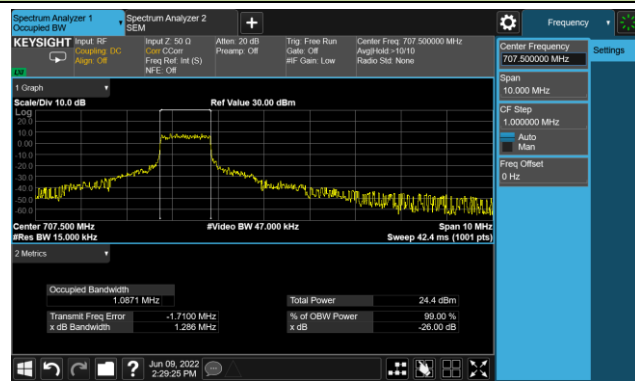 Spectrum Analyzer 1
Occupied BW
Spectrum Analyzer 2
SEM
Frequency
KEYSIGHT
Input: RF
Coupling: DC
Align: Off
Input Z: 50 Ω
Corr CCorr
Freq Ref: Int (S)
NFE: Off
Atten: 20 dB
Preamp: Off
Trig: Free Run
Gate: Off
#IF Gain: Low
Center Freq: 707.500000 MHz
Avg|Hold:>10/10
Radio Std: None
Center Frequency
707.500000 MHz
Settings
Span
10.000 MHz
CF Step
1.000000 MHz
Auto
Man
Freq Offset
0 Hz
1 Graph
Scale/Div 10.0 dB
Ref Value 30.00 dBm
Log
20.0
10.0
0.00
-10.0
-20.0
-30.0
-40.0
-50.0
-60.0
Center 707.500 MHz
#Video BW 47.000 kHz
Span 10 MHz
#Res BW 15.000 kHz
Sweep 42.4 ms (1001 pts)
2 Metrics
Occupied Bandwidth
1.0871 MHz
Total Power
24.4 dBm
Transmit Freq Error
-1.7100 MHz
% of OBW Power
99.00 %
x dB Bandwidth
1.286 MHz
x dB
-26.00 dB
Jun 09, 2022
2:29:25 PM